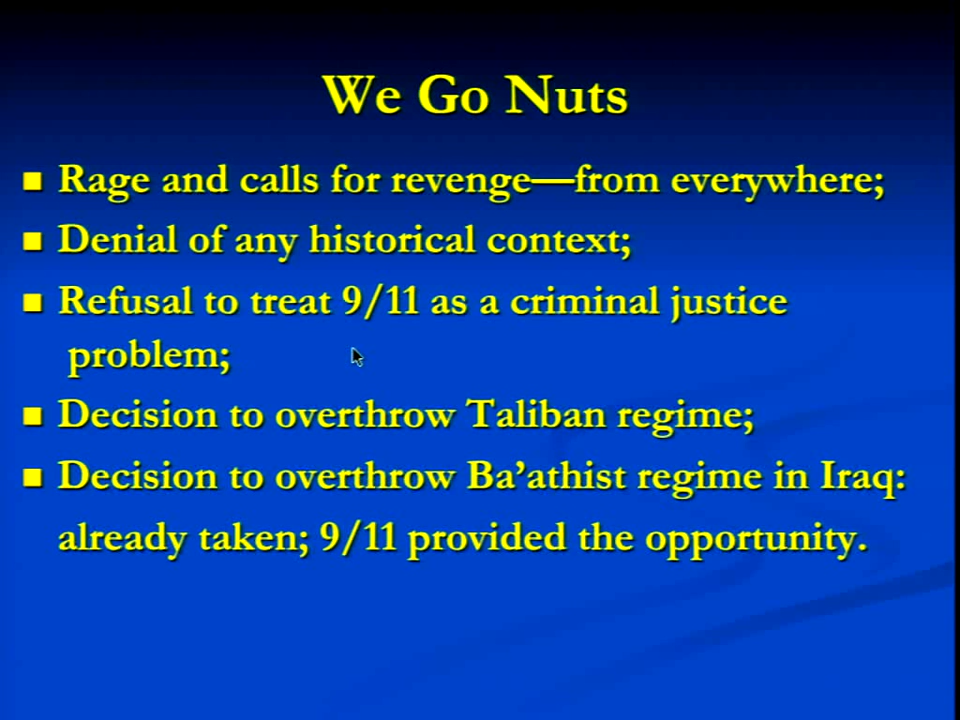 We Go Nuts
Rage and calls for revenge—from everywhere;
Denial of any historical context;
Refusal to treat 9/11 as a criminal justice
problem;
Decision to overthrow Taliban regime;
Decision to overthrow Ba’athist regime in Iraq:
already taken; 9/11 provided the opportunity.